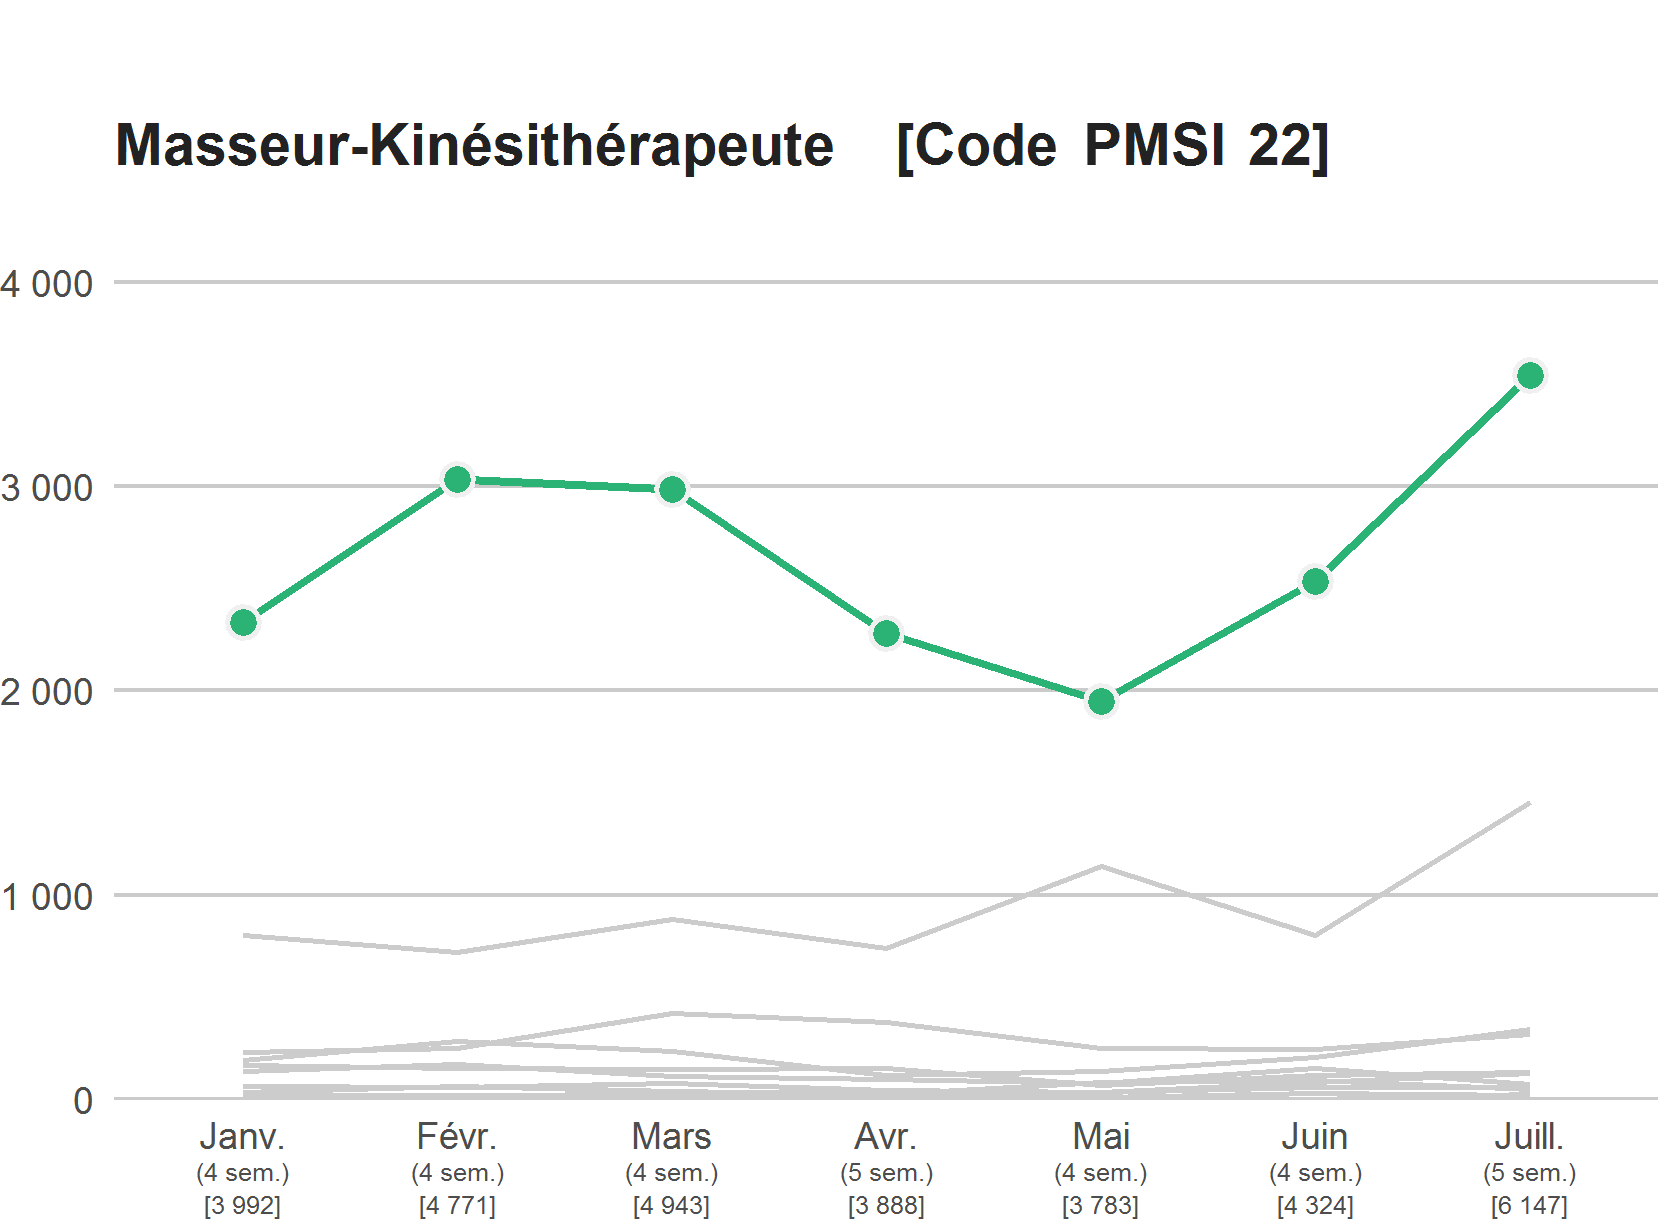 Masseur-Kinésithérapeute [Code PMSI 22]
4 000
3 000
2 000
1 000
0
Janv. Févr. Mars Avr. Mai Juin Juill.
(4 sem.) (4 sem.) (4 sem.) (5 sem.) (4 sem.) (4 sem.) (5 sem.)
[3 992] [4 771] [4 943] [3 888] [3 783] [4 324] [6 147]